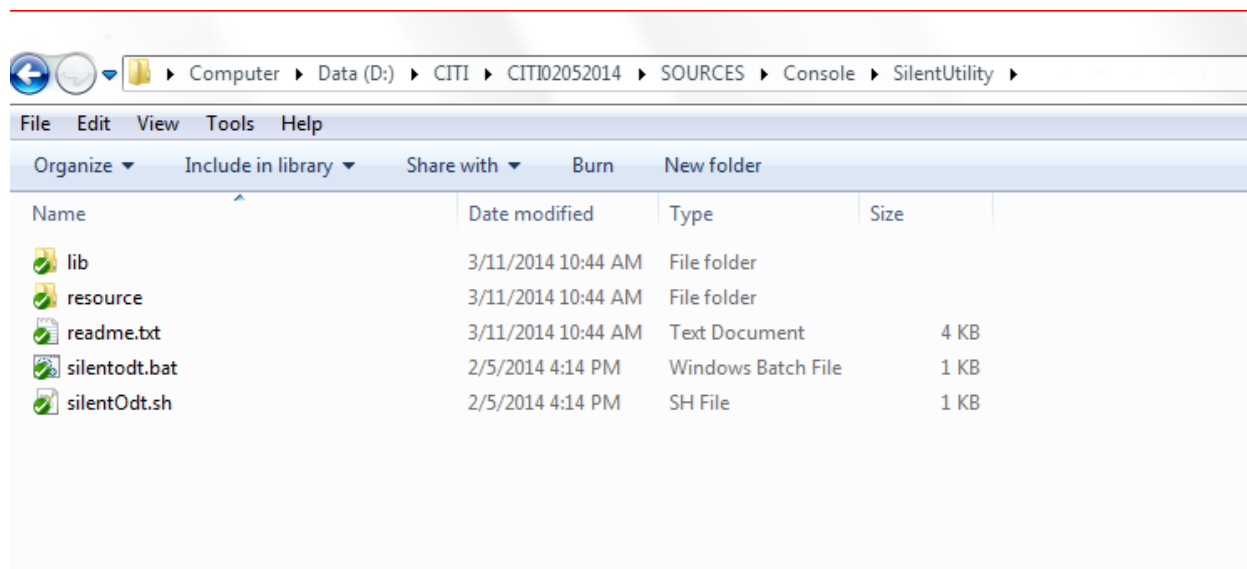 Computer Data (D:) CITI CITI02052014 SOURCES Console SilentUtility
File Edit View Tools Help
Organize Include in library Share with Burn New folder
Name Date modified Type Size
lib 3/11/2014 10:44 AM File folder
resource 3/11/2014 10:44 AM File folder
readme.txt 3/11/2014 10:44 AM Text Document 4 KB
silentodt.bat 2/5/2014 4:14 PM Windows Batch File 1 KB
silentOdt.sh 2/5/2014 4:14 PM SH File 1 KB